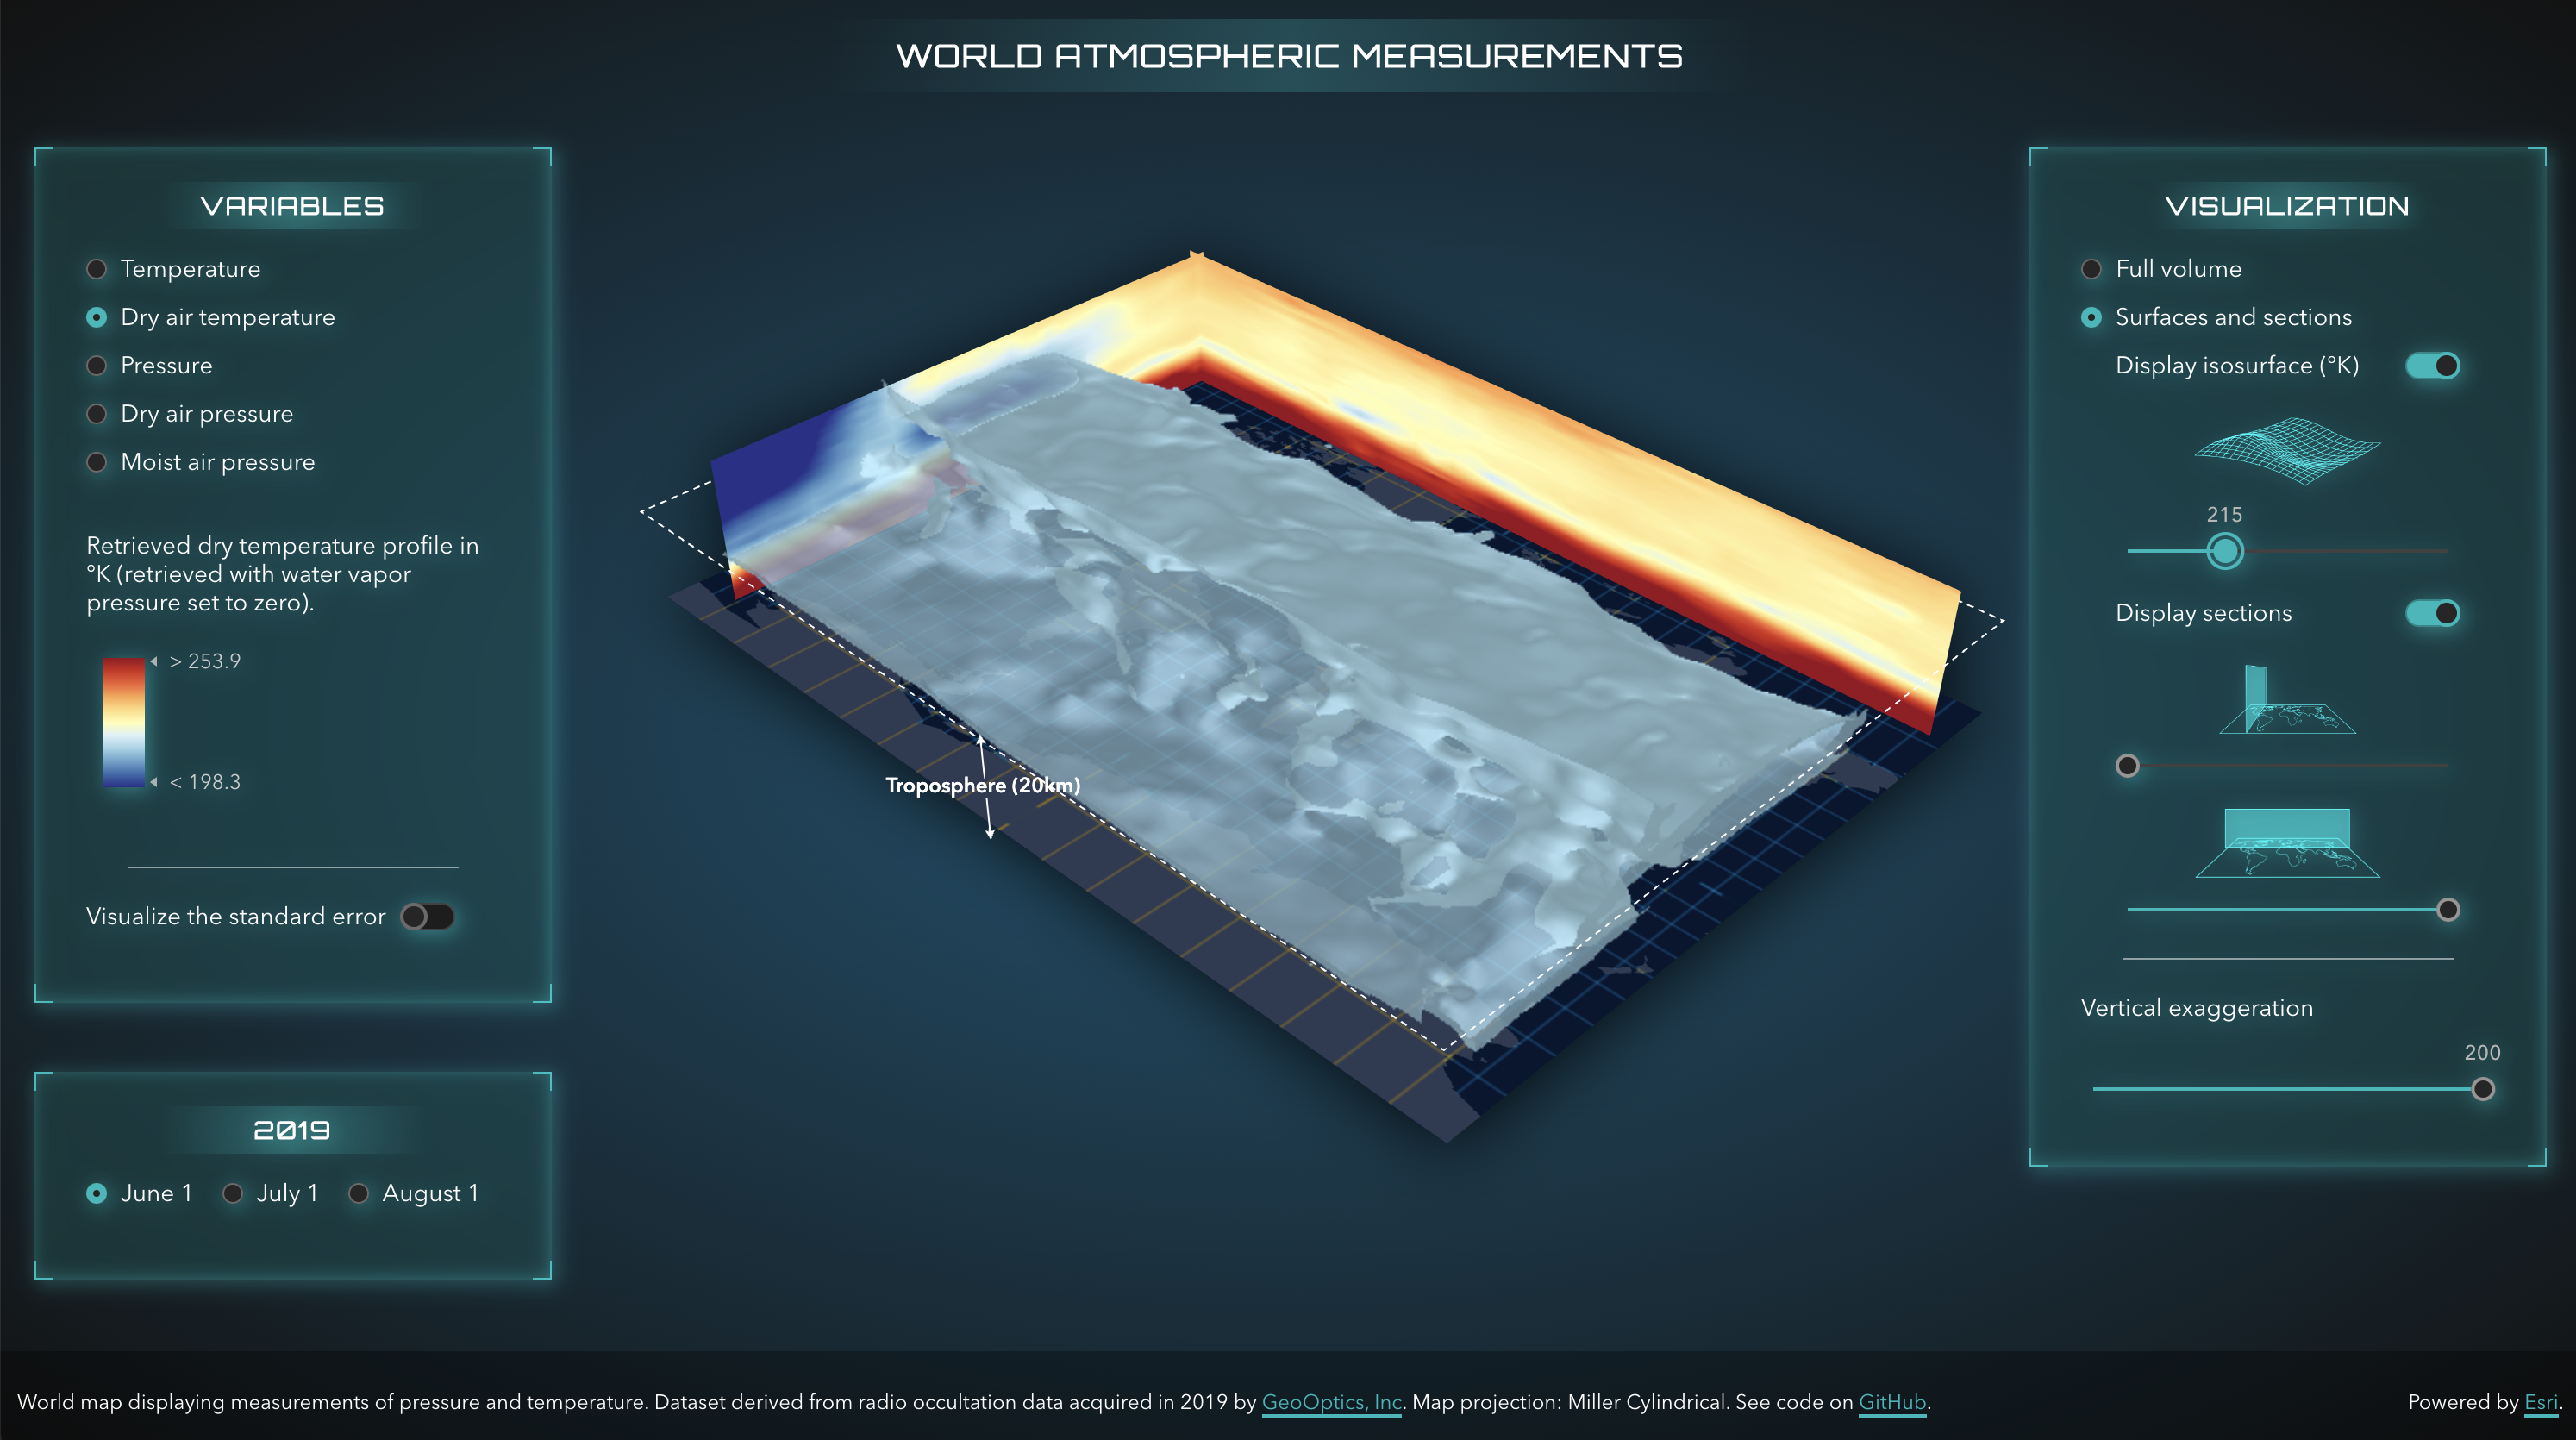 WORLD ATMOSPHERIC MEASUREMENTS
VARIABLES
Temperature
Dry air temperature
Pressure
Dry air pressure
Moist air pressure
Retrieved dry temperature profile in
°K (retrieved with water vapor
pressure set to zero).
> 253.9
< 198.3
Visualize the standard error
2019
June 1 July 1 August 1
Troposphere (20km)
VISUALIZATION
Full volume
Surfaces and sections
Display isosurface (°K)
215
Display sections
Vertical exaggeration
200
World map displaying measurements of pressure and temperature. Dataset derived from radio occultation data acquired in 2019 by GeoOptics, Inc. Map projection: Miller Cylindrical. See code on GitHub.
Powered by Esri.